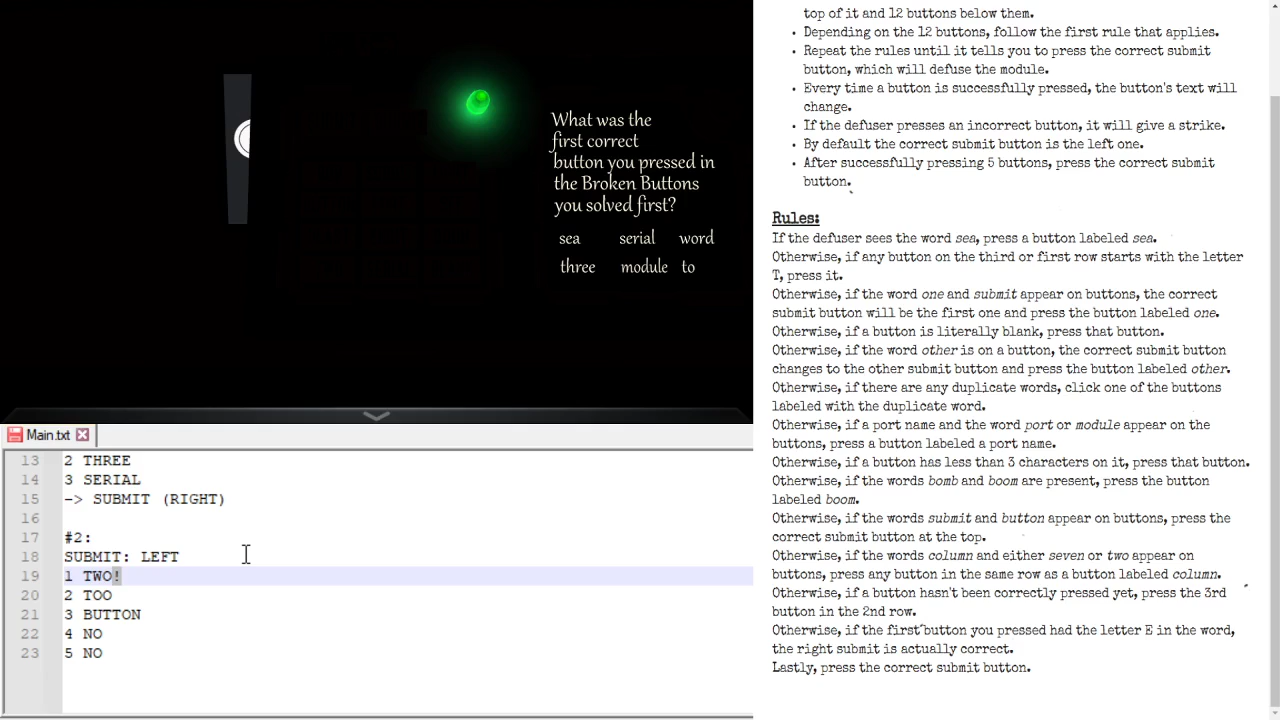 What was the
first correct
button you pressed in
the Broken Buttons
you solved first?
sea serial word
three module to
Main.txt
13 2 THREE
14 3 SERIAL
15 -> SUBMIT (RIGHT)
16
17 #2:
18 SUBMIT: LEFT
19 1 TWO!
20 2 TOO
21 3 BUTTON
22 4 NO
23 5 NO
top of it and 12 buttons below them.
• Depending on the 12 buttons, follow the first rule that applies.
• Repeat the rules until it tells you to press the correct submit
button, which will defuse the module.
• Every time a button is successfully pressed, the button's text will
change.
• If the defuser presses an incorrect button, it will give a strike.
• By default the correct submit button is the left one.
• After successfully pressing 5 buttons, press the correct submit
button.
Rules:
If the defuser sees the word sea, press a button labeled sea.
Otherwise, if any button on the third or first row starts with the letter
T, press it.
Otherwise, if the word one and submit appear on buttons, the correct
submit button will be the first one and press the button labeled one.
Otherwise, if a button is literally blank, press that button.
Otherwise, if the word other is on a button, the correct submit button
changes to the other submit button and press the button labeled other.
Otherwise, if there are any duplicate words, click one of the buttons
labeled with the duplicate word.
Otherwise, if a port name and the word port or module appear on the
buttons, press a button labeled a port name.
Otherwise, if a button has less than 3 characters on it, press that button.
Otherwise, if the words bomb and boom are present, press the button
labeled boom.
Otherwise, if the words submit and button appear on buttons, press the
correct submit button at the top.
Otherwise, if the words column and either seven or two appear on
buttons, press any button in the same row as a button labeled column.
Otherwise, if a button hasn't been correctly pressed yet, press the 3rd
button in the 2nd row.
Otherwise, if the first button you pressed had the letter E in the word,
the right submit is actually correct.
Lastly, press the correct submit button.